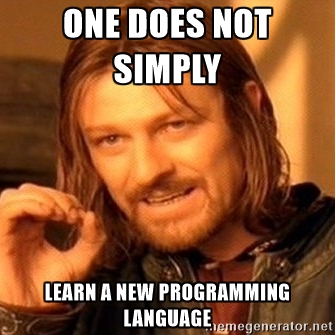 ONE DOES NOT
SIMPLY
LEARN A NEW PROGRAMMING
LANGUAGE
memegenerator.net